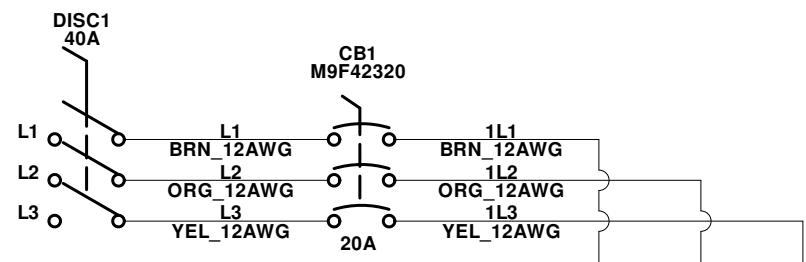 DISC1
40A
CB1
M9F42320
L1 L1 1L1
BRN_12AWG BRN_12AWG
L2 L2 1L2
ORG_12AWG ORG_12AWG
L3 L3 1L3
YEL_12AWG YEL_12AWG
20A